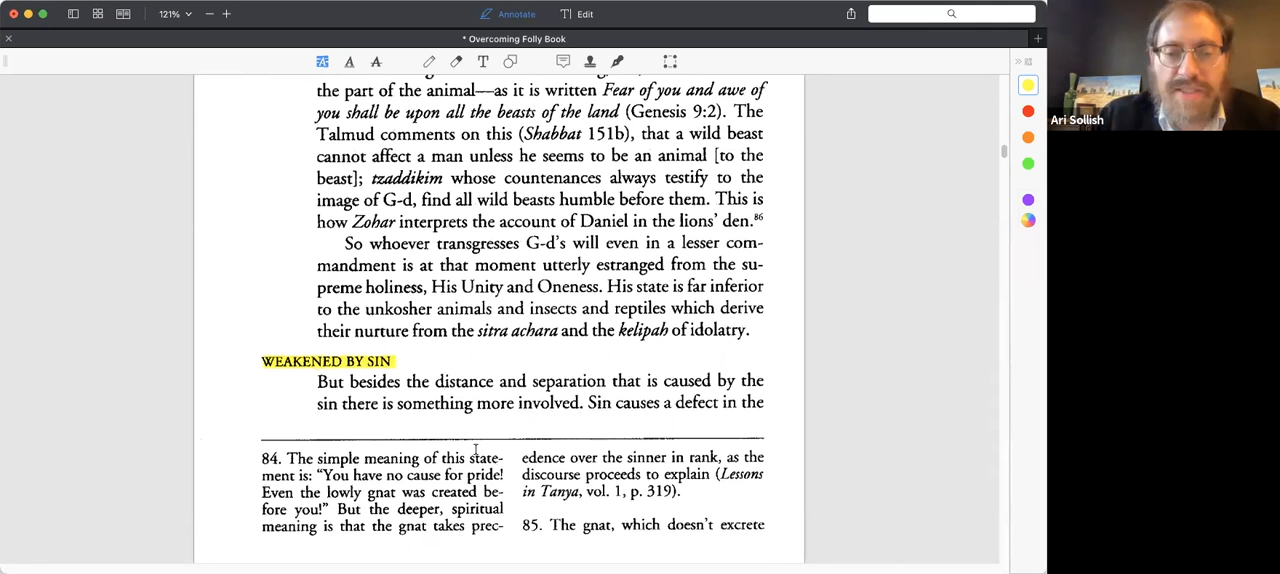 121%
Annotate
Edit
* Overcoming Folly Book
the part of the animal—as it is written Fear of you and awe of
you shall be upon all the beasts of the land (Genesis 9:2). The
Talmud comments on this (Shabbat 151b), that a wild beast
cannot affect a man unless he seems to be an animal [to the
beast]; tzaddikim whose countenances always testify to the
image of G-d, find all wild beasts humble before them. This is
how Zohar interprets the account of Daniel in the lions' den.86
So whoever transgresses G-d's will even in a lesser com-
mandment is at that moment utterly estranged from the su-
preme holiness, His Unity and Oneness. His state is far inferior
to the unkosher animals and insects and reptiles which derive
their nurture from the sitra achara and the kelipah of idolatry.
WEAKENED BY SIN
But besides the distance and separation that is caused by the
sin there is something more involved. Sin causes a defect in the
84. The simple meaning of this state-
ment is: "You have no cause for pride!
Even the lowly gnat was created be-
fore you!" But the deeper, spiritual
meaning is that the gnat takes prec-
edence over the sinner in rank, as the
discourse proceeds to explain (Lessons
in Tanya, vol. 1, p. 319).
85. The gnat, which doesn't excrete
Ari Sollish